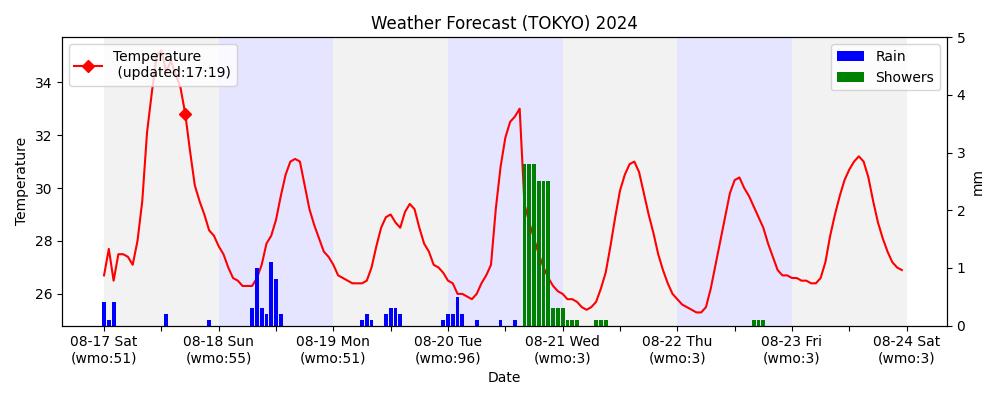 Weather Forecast (TOKYO) 2024
Temperature
(updated:17:19)
Rain
Showers
Temperature
34
32
30
28
26
5
4
3
2
1
0
mm
08-17 Sat
(wmo:51)
08-18 Sun
(wmo:55)
08-19 Mon
(wmo:51)
08-20 Tue
(wmo:96)
08-21 Wed
(wmo:3)
08-22 Thu
(wmo:3)
08-23 Fri
(wmo:3)
08-24 Sat
(wmo:3)
Date